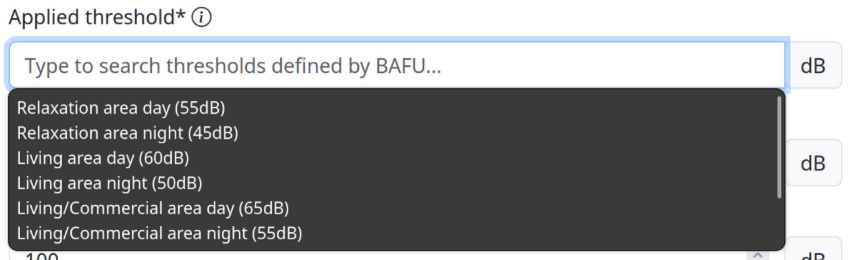 Applied threshold*
Type to search thresholds defined by BAFU...
dB
Relaxation area day (55dB)
Relaxation area night (45dB)
Living area day (60dB)
Living area night (50dB)
dB
Living/Commercial area day (65dB)
Living/Commercial area night (55dB)
100
dB